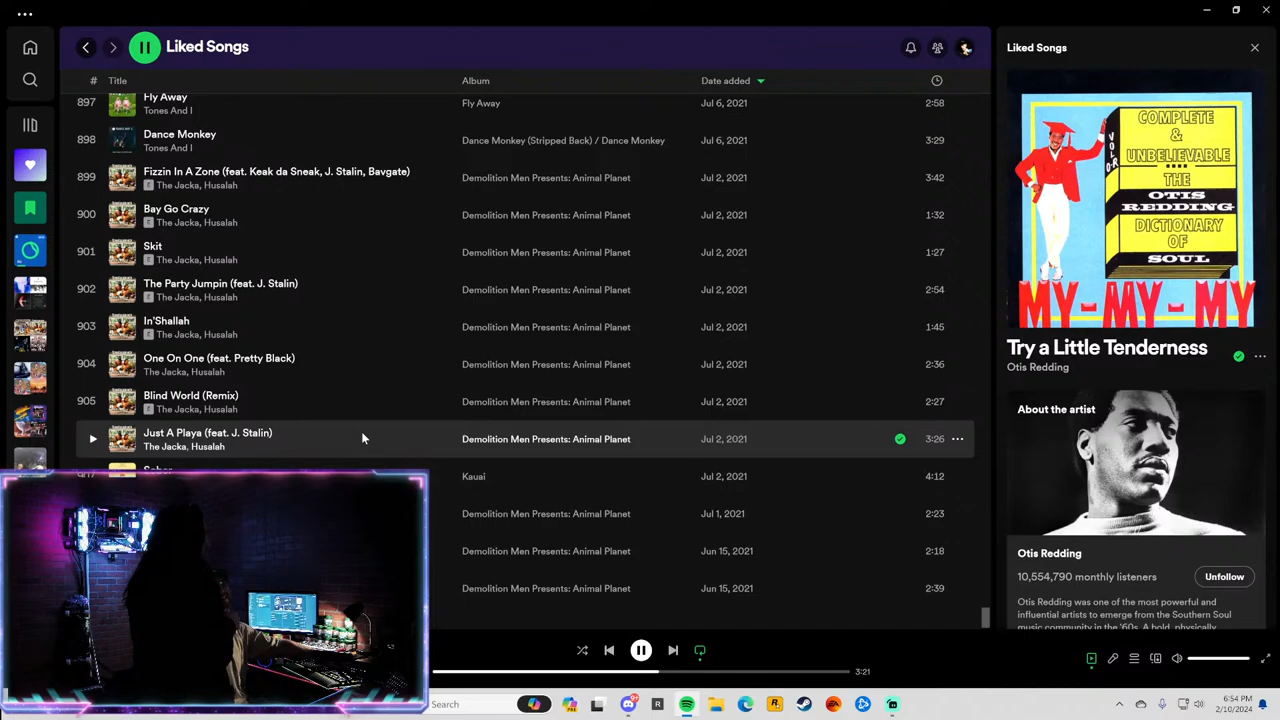 Liked Songs
# Title Album Date added
897 Fly Away Fly Away Jul 6, 2021 2:58
Tones And I
898 Dance Monkey Dance Monkey (Stripped Back) / Dance Monkey Jul 6, 2021 3:29
Tones And I
899 Fizzin In A Zone (feat. Keak da Sneak, J. Stalin, Bavgate) Demolition Men Presents: Animal Planet Jul 2, 2021 3:42
E The Jacka, Husalah
900 Bay Go Crazy Demolition Men Presents: Animal Planet Jul 2, 2021 1:32
E The Jacka, Husalah
901 Skit Demolition Men Presents: Animal Planet Jul 2, 2021 1:27
E The Jacka, Husalah
902 The Party Jumpin (feat. J. Stalin) Demolition Men Presents: Animal Planet Jul 2, 2021 2:54
E The Jacka, Husalah
903 In'Shallah Demolition Men Presents: Animal Planet Jul 2, 2021 1:45
E The Jacka, Husalah
904 One On One (feat. Pretty Black) Demolition Men Presents: Animal Planet Jul 2, 2021 2:36
E The Jacka, Husalah
905 Blind World (Remix) Demolition Men Presents: Animal Planet Jul 2, 2021 2:27
E The Jacka, Husalah
Just A Playa (feat. J. Stalin) Demolition Men Presents: Animal Planet Jul 2, 2021 3:26
The Jacka, Husalah
Kauai Jul 2, 2021 4:12
Demolition Men Presents: Animal Planet Jul 1, 2021 2:23
Demolition Men Presents: Animal Planet Jun 15, 2021 2:18
Demolition Men Presents: Animal Planet Jun 15, 2021 2:39
3:21
Liked Songs
COMPLETE
&
UNBELIEVABLE
THE
OTIS
REDDING
DICTIONARY
OF
SOUL
MY-MY-MY
Try a Little Tenderness
Otis Redding
About the artist
Otis Redding
10,554,790 monthly listeners Unfollow
Otis Redding was one of the most powerful and
influential artists to emerge from the Southern Soul
music community in the '60s. A bold, physically
Search
6:54 PM
2/10/2024